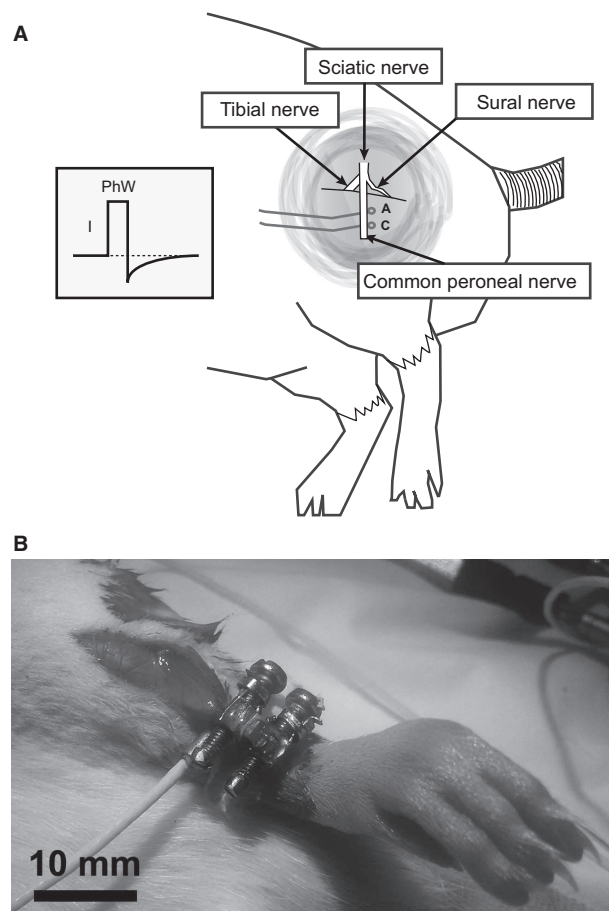 A
Sciatic nerve
Tibial nerve
Sural nerve
PhW
I
A
C
Common peroneal nerve
B
10 mm